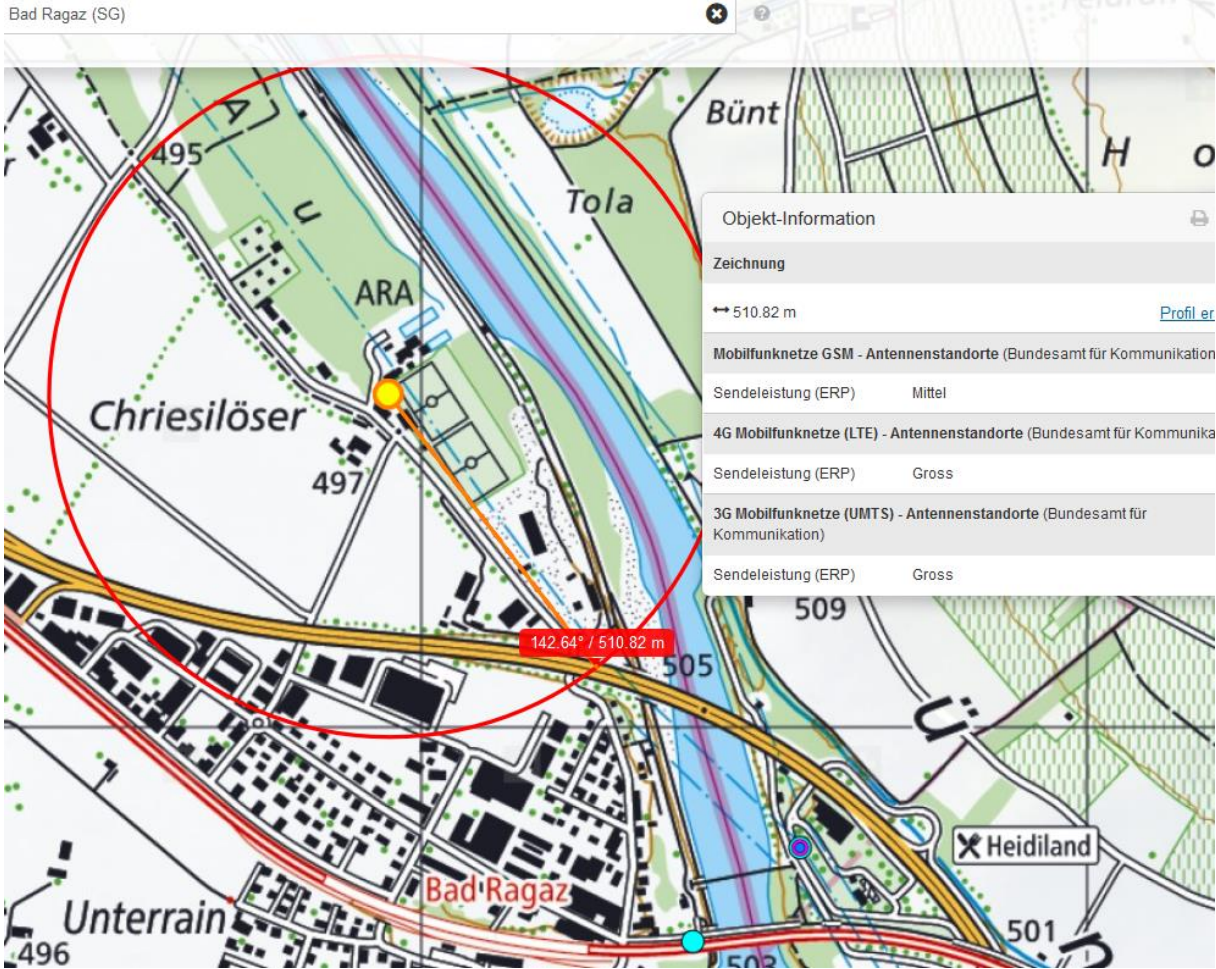 Bad Ragaz (SG)
Bünt
H
o
495
A
u
Tola
Objekt-Information
Zeichnung
510.82 m
Profil er
ARA
Mobilfunknetze GSM - Antennenstandorte (Bundesamt für Kommunikation
Sendeleistung (ERP) Mittel
Chriesilöser
4G Mobilfunknetze (LTE) - Antennenstandorte (Bundesamt für Kommunika
497
Sendeleistung (ERP) Gross
3G Mobilfunknetze (UMTS) - Antennenstandorte (Bundesamt für
Kommunikation)
Sendeleistung (ERP) Gross
509
142.64° / 510.82 m
505
ü
Heidiland
Bad Ragaz
Unterrain
501
n
496
503